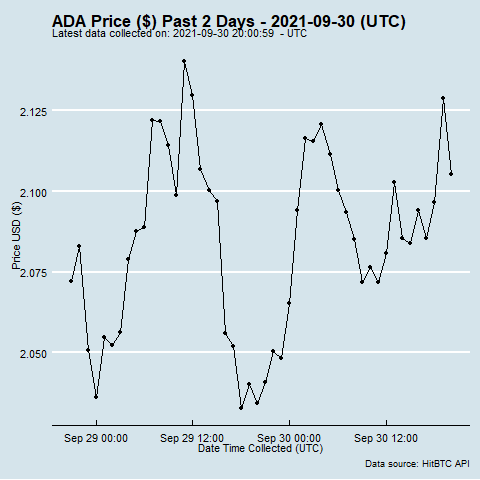 ADA Price ($) Past 2 Days - 2021-09-30 (UTC)
Latest data collected on: 2021-09-30 20:00:59 - UTC
Price USD ($)
2.125
2.100
2.075
2.050
Sep 29 00:00
Sep 29 12:00
Sep 30 00:00
Sep 30 12:00
Date Time Collected (UTC)
Data source: HitBTC API